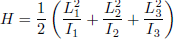 H = \frac{1}{2} \left( \frac{L_1^2}{I_1} + \frac{L_2^2}{I_2} + \frac{L_3^2}{I_3} \right)